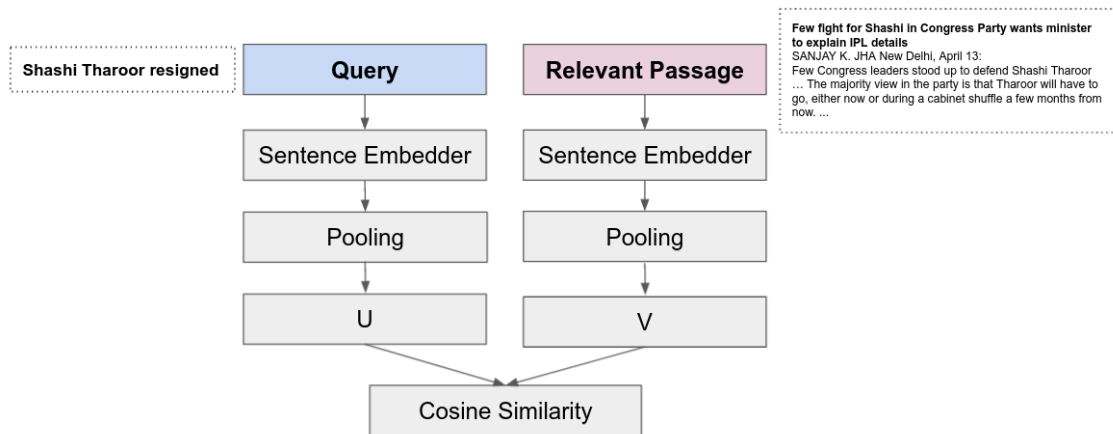 Few fight for Shashi in Congress Party wants minister
to explain IPL details
SANJAY K. JHA New Delhi, April 13:
Few Congress leaders stood up to defend Shashi Tharoor
... The majority view in the party is that Tharoor will have to
go, either now or during a cabinet shuffle a few months from
now. ...
Shashi Tharoor resigned
Query
Relevant Passage
Sentence Embedder
Sentence Embedder
Pooling
Pooling
U
V
Cosine Similarity